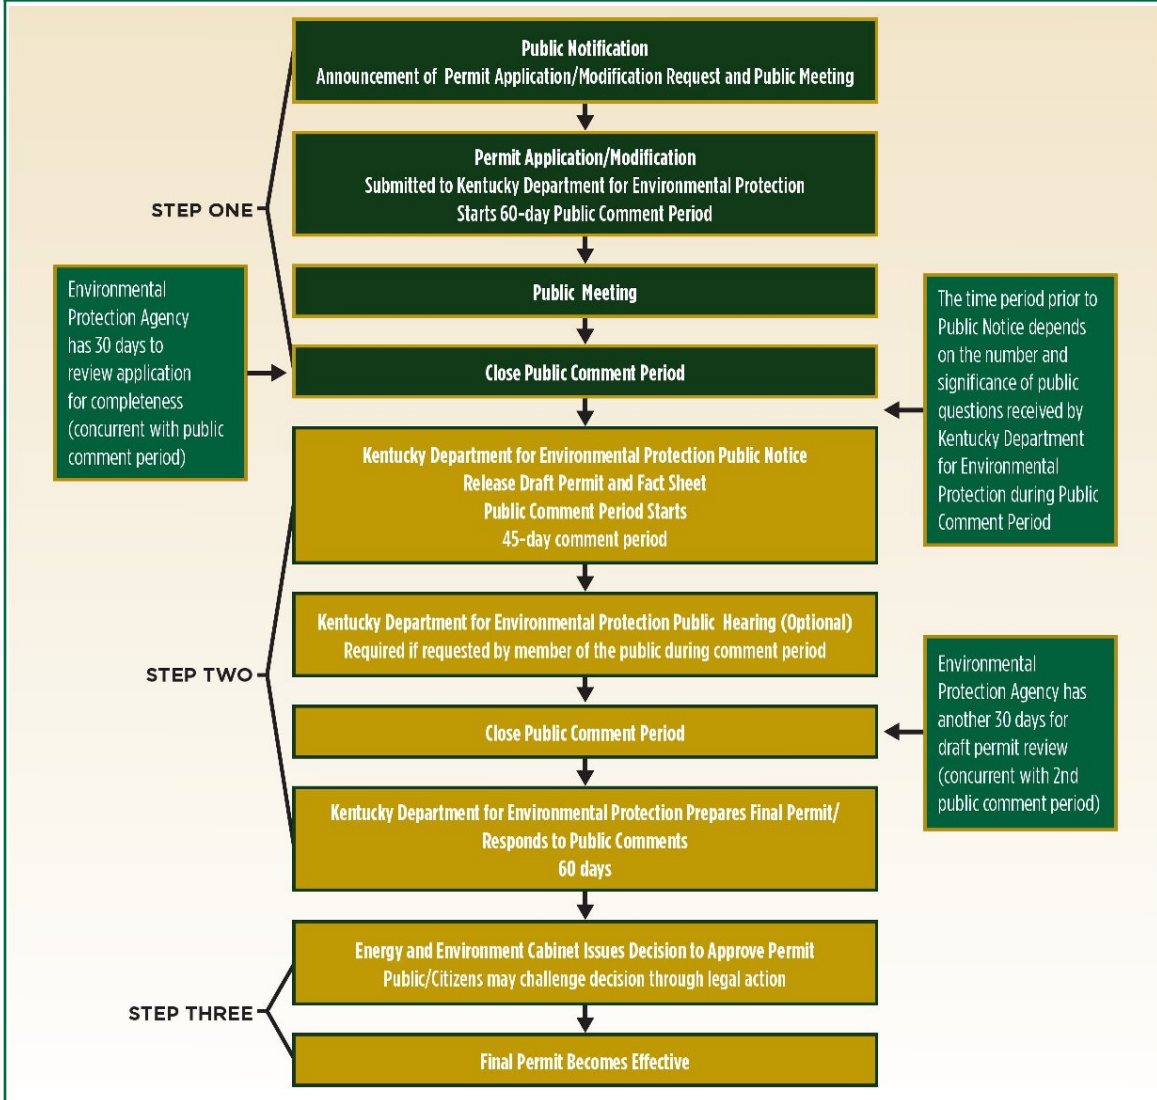 Public Notification
Announcement of Permit Application/Modification Request and Public Meeting
Permit Application/Modification
Submitted to Kentucky Department for Environmental Protection
Starts 60-day Public Comment Period
STEP ONE
Public Meeting
Environmental
Protection Agency
has 30 days to
review application
for completeness
(concurrent with public
comment period)
Close Public Comment Period
The time period prior to
Public Notice depends
on the number and
significance of public
questions received by
Kentucky Department
for Environmental
Protection during Public
Comment Period
Kentucky Department for Environmental Protection Public Notice
Release Draft Permit and Fact Sheet
Public Comment Period Starts
45-day comment period
Kentucky Department for Environmental Protection Public Hearing (Optional)
Required if requested by member of the public during comment period
STEP TWO
Close Public Comment Period
Environmental
Protection Agency has
another 30 days for
draft permit review
(concurrent with 2nd
public comment period)
Kentucky Department for Environmental Protection Prepares Final Permit/
Responds to Public Comments
60 days
Energy and Environment Cabinet Issues Decision to Approve Permit
Public/Citizens may challenge decision through legal action
STEP THREE
Final Permit Becomes Effective